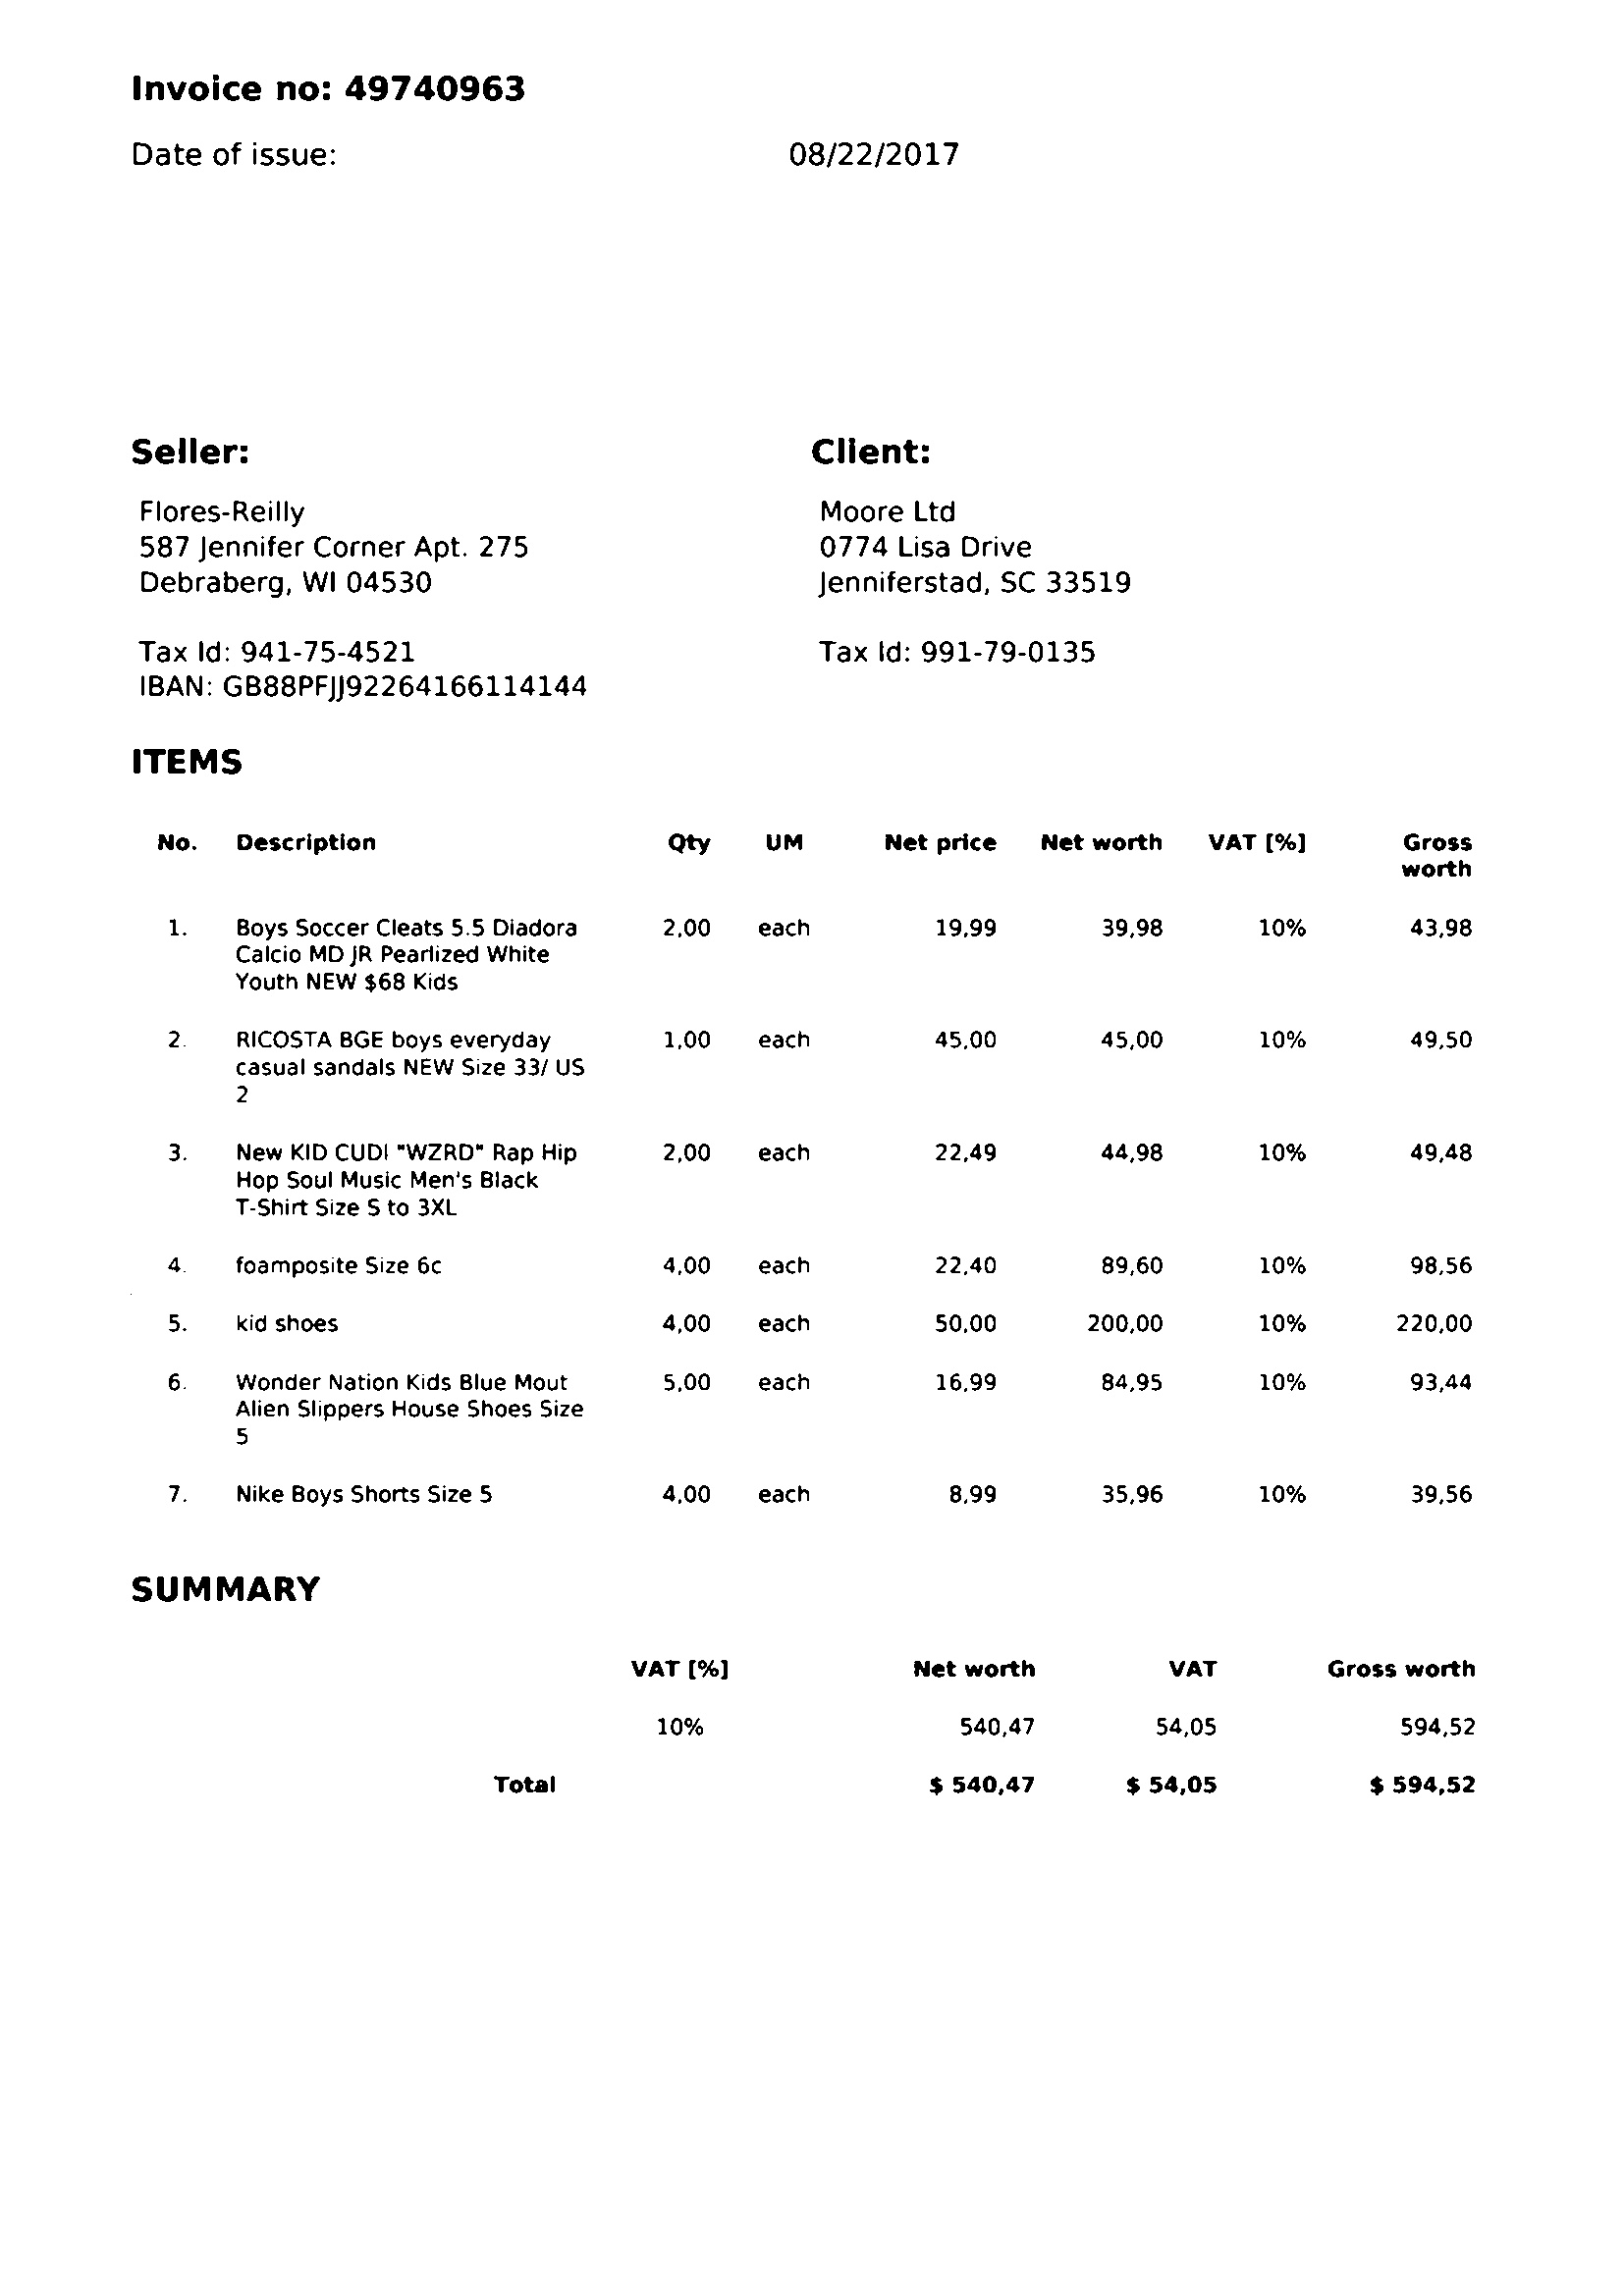 Invoice no: 49740963
Date of issue: 08/22/2017
Seller: Client:
Flores-Reilly Moore Ltd
587 Jennifer Corner Apt. 275 0774 Lisa Drive
Debraberg, WI 04530 Jenniferstad, SC 33519
Tax Id: 941-75-4521 Tax Id: 991-79-0135
IBAN: GB88PFJJ92264166114144
ITEMS
No. Description Qty UM Net price Net worth VAT [%] Gross
worth
1. Boys Soccer Cleats 5.5 Diadora 2,00 each 19,99 39,98 10% 43,98
Calcio MD JR Pearlized White
Youth NEW $68 Kids
2. RICOSTA BGE boys everyday 1,00 each 45,00 45,00 10% 49,50
casual sandals NEW Size 33/ US
2
3. New KID CUDI "WZRD" Rap Hip 2,00 each 22,49 44,98 10% 49,48
Hop Soul Music Men's Black
T-Shirt Size S to 3XL
4. foamposite Size 6c 4,00 each 22,40 89,60 10% 98,56
5. kid shoes 4,00 each 50,00 200,00 10% 220,00
6. Wonder Nation Kids Blue Mout 5,00 each 16,99 84,95 10% 93,44
Alien Slippers House Shoes Size
5
7. Nike Boys Shorts Size 5 4,00 each 8,99 35,96 10% 39,56
SUMMARY
VAT [%] Net worth VAT Gross worth
10% 540,47 54,05 594,52
Total $ 540,47 $ 54,05 $ 594,52